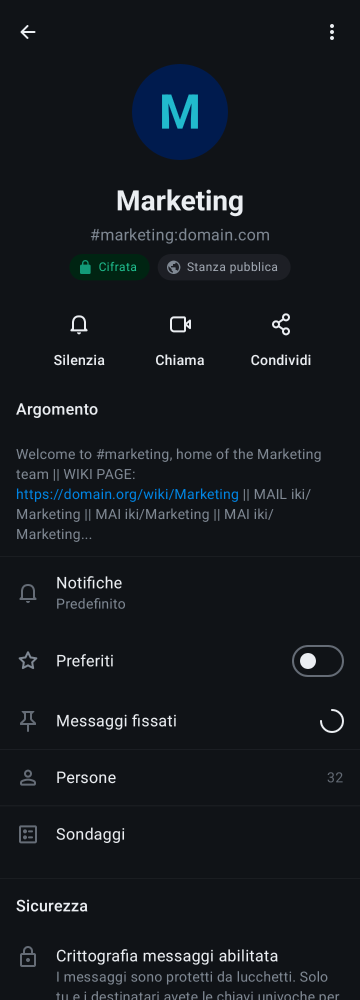 M
Marketing
#marketing:domain.com
Cifrata
Stanza pubblica
Silenzia
Chiama
Condividi
Argomento
Welcome to #marketing, home of the Marketing
team || WIKI PAGE:
https://domain.org/wiki/Marketing || MAIL iki/
Marketing || MAI iki/Marketing || MAI iki/
Marketing...
Notifiche
Predefinito
Preferiti
Messaggi fissati
Persone 32
Sondaggi
Sicurezza
Crittografia messaggi abilitata
I messaggi sono protetti da lucchetti. Solo
tu e i destinatari avete le chiavi univoche per